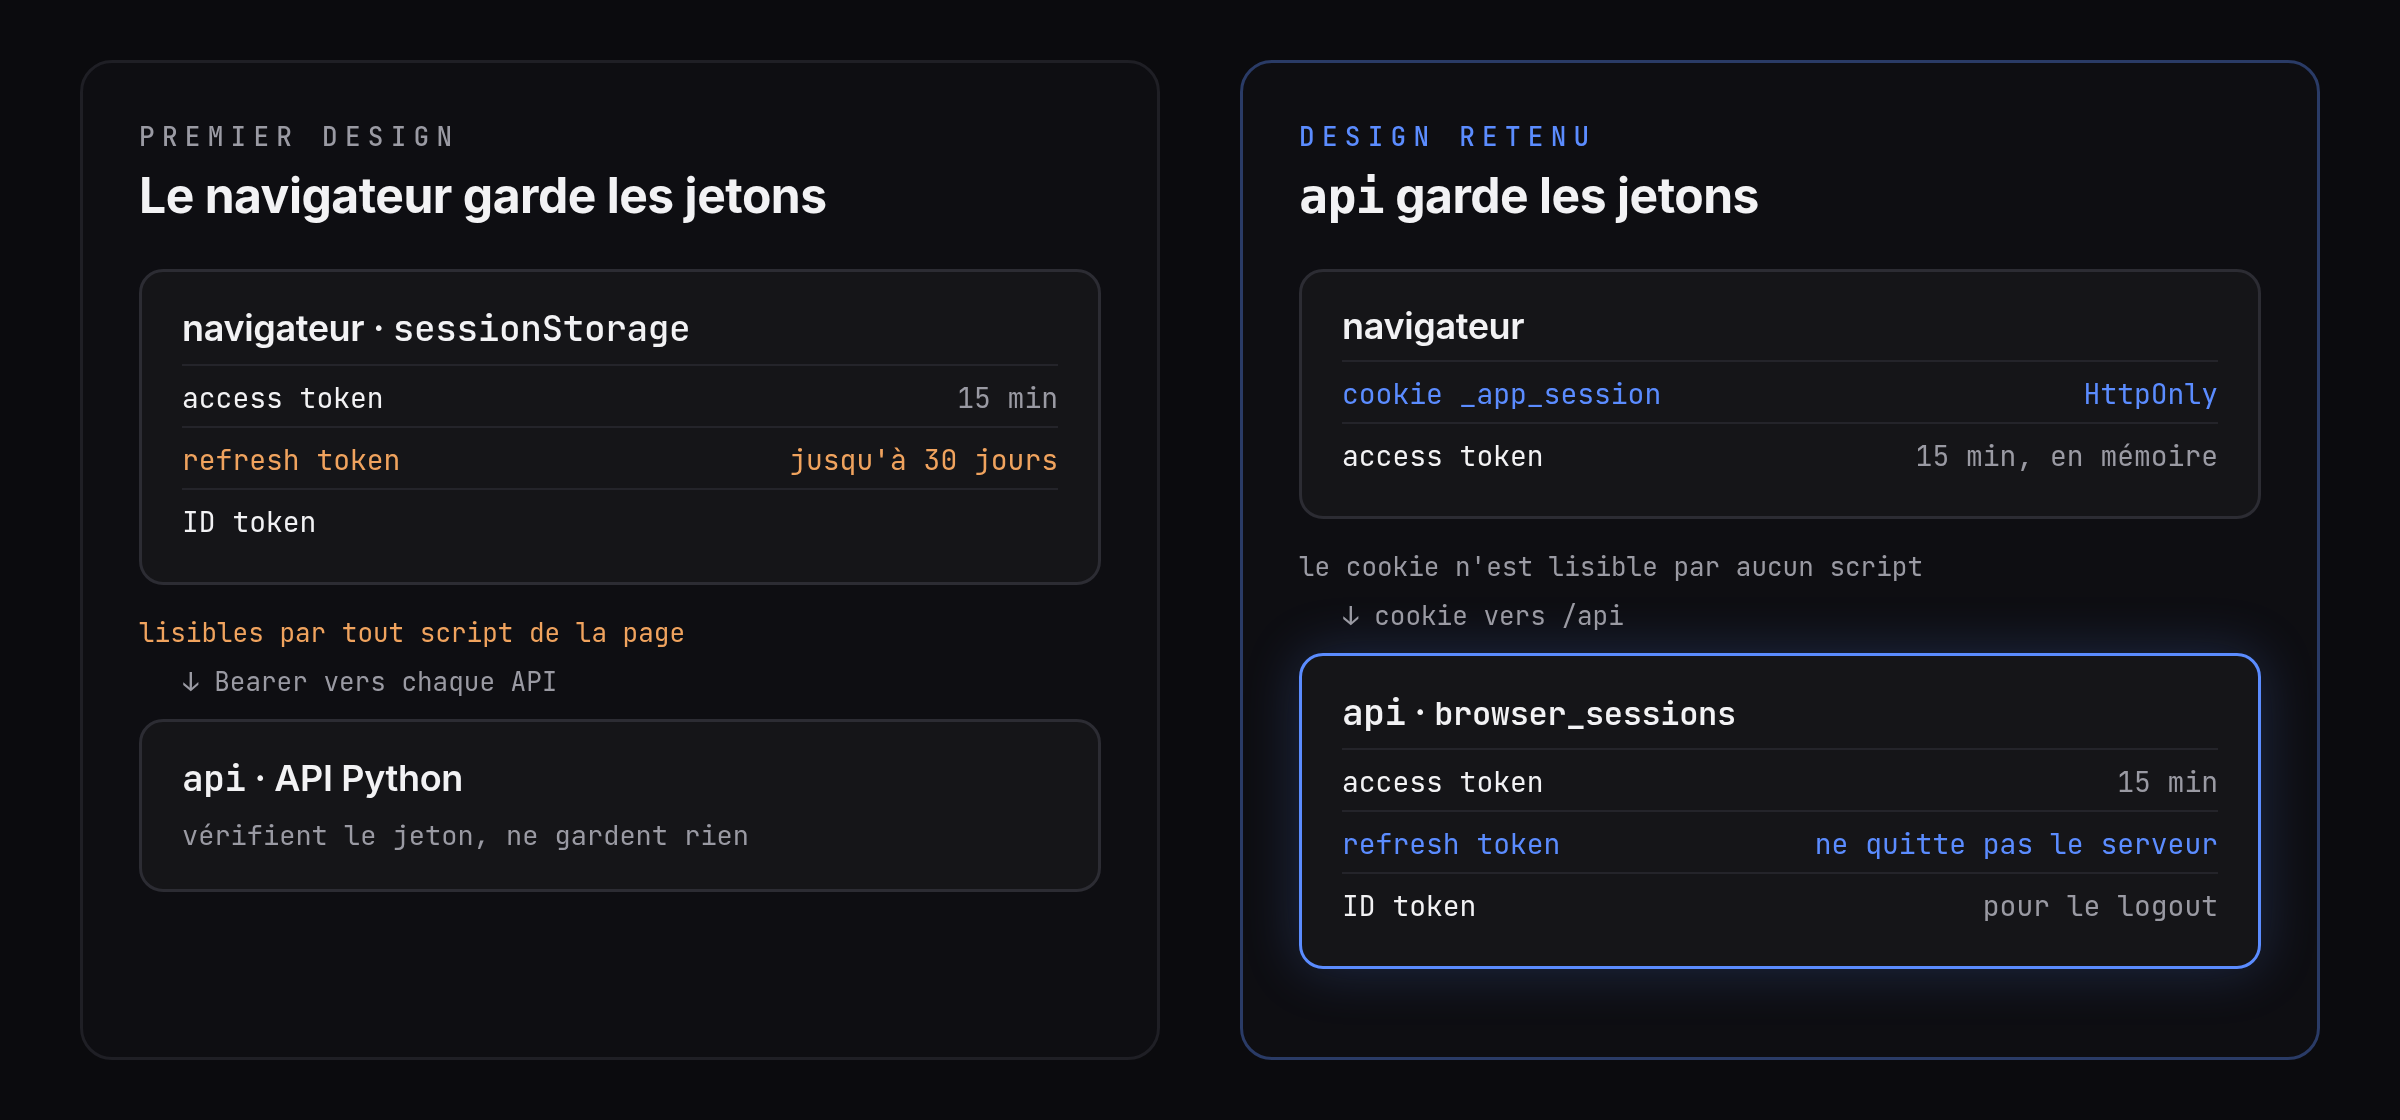 PREMIER DESIGN
Le navigateur garde les jetons
navigateur · sessionStorage
access token 15 min
refresh token jusqu'à 30 jours
ID token
lisibles par tout script de la page
↓ Bearer vers chaque API
api · API Python
vérifient le jeton, ne gardent rien
DESIGN RETENU
api garde les jetons
navigateur
cookie _app_session HttpOnly
access token 15 min, en mémoire
le cookie n'est lisible par aucun script
↓ cookie vers /api
api · browser_sessions
access token 15 min
refresh token ne quitte pas le serveur
ID token pour le logout